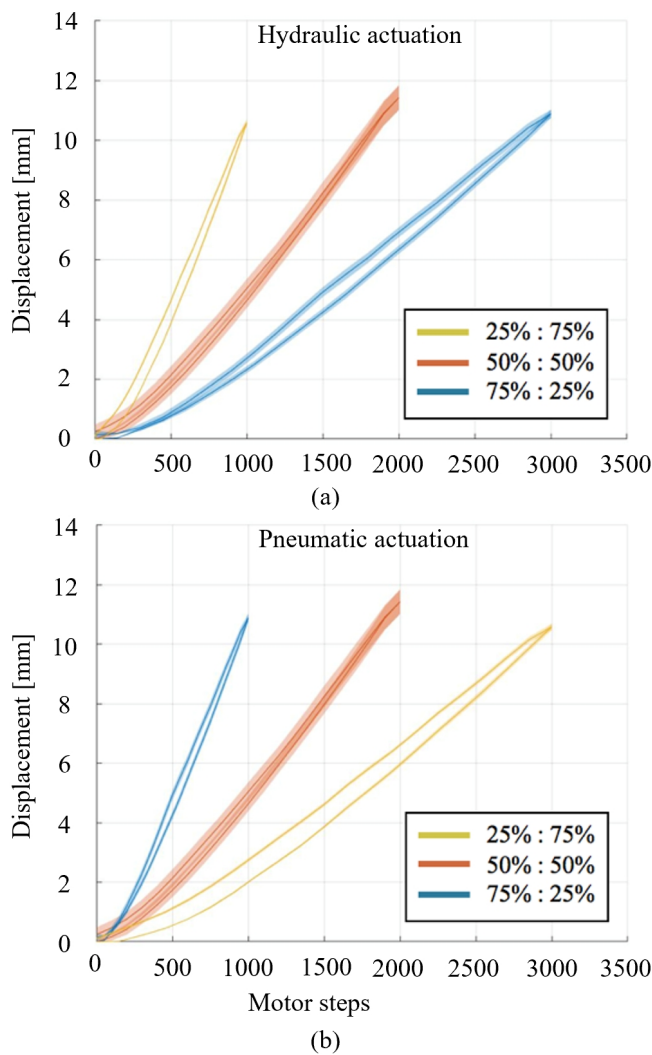 Hydraulic actuation
Displacement [mm]
14
12
10
8
6
4
2
0
25% : 75%
50% : 50%
75% : 25%
0 500 1000 1500 2000 2500 3000 3500
(a)
Pneumatic actuation
Displacement [mm]
14
12
10
8
6
4
2
0
25% : 75%
50% : 50%
75% : 25%
0 500 1000 1500 2000 2500 3000 3500
Motor steps
(b)